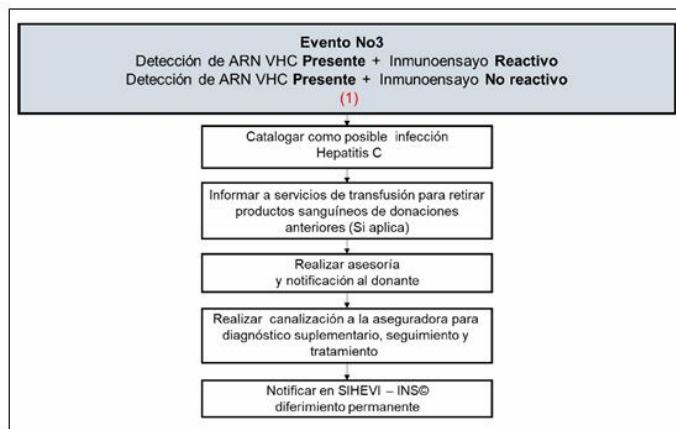 Evento No3
Detección de ARN VHC Presente + Inmunoensayo Reactivo
Detección de ARN VHC Presente + Inmunoensayo No reactivo
(1)
Catalogar como posible infección
Hepatitis C
Informar a servicios de transfusión para retirar
productos sanguíneos de donaciones
anteriores (Si aplica)
Realizar asesoría
y notificación al donante
Realizar canalización a la aseguradora para
diagnóstico suplementario, seguimiento y
tratamiento
Notificar en SIHEVI – INS©
diferimiento permanente